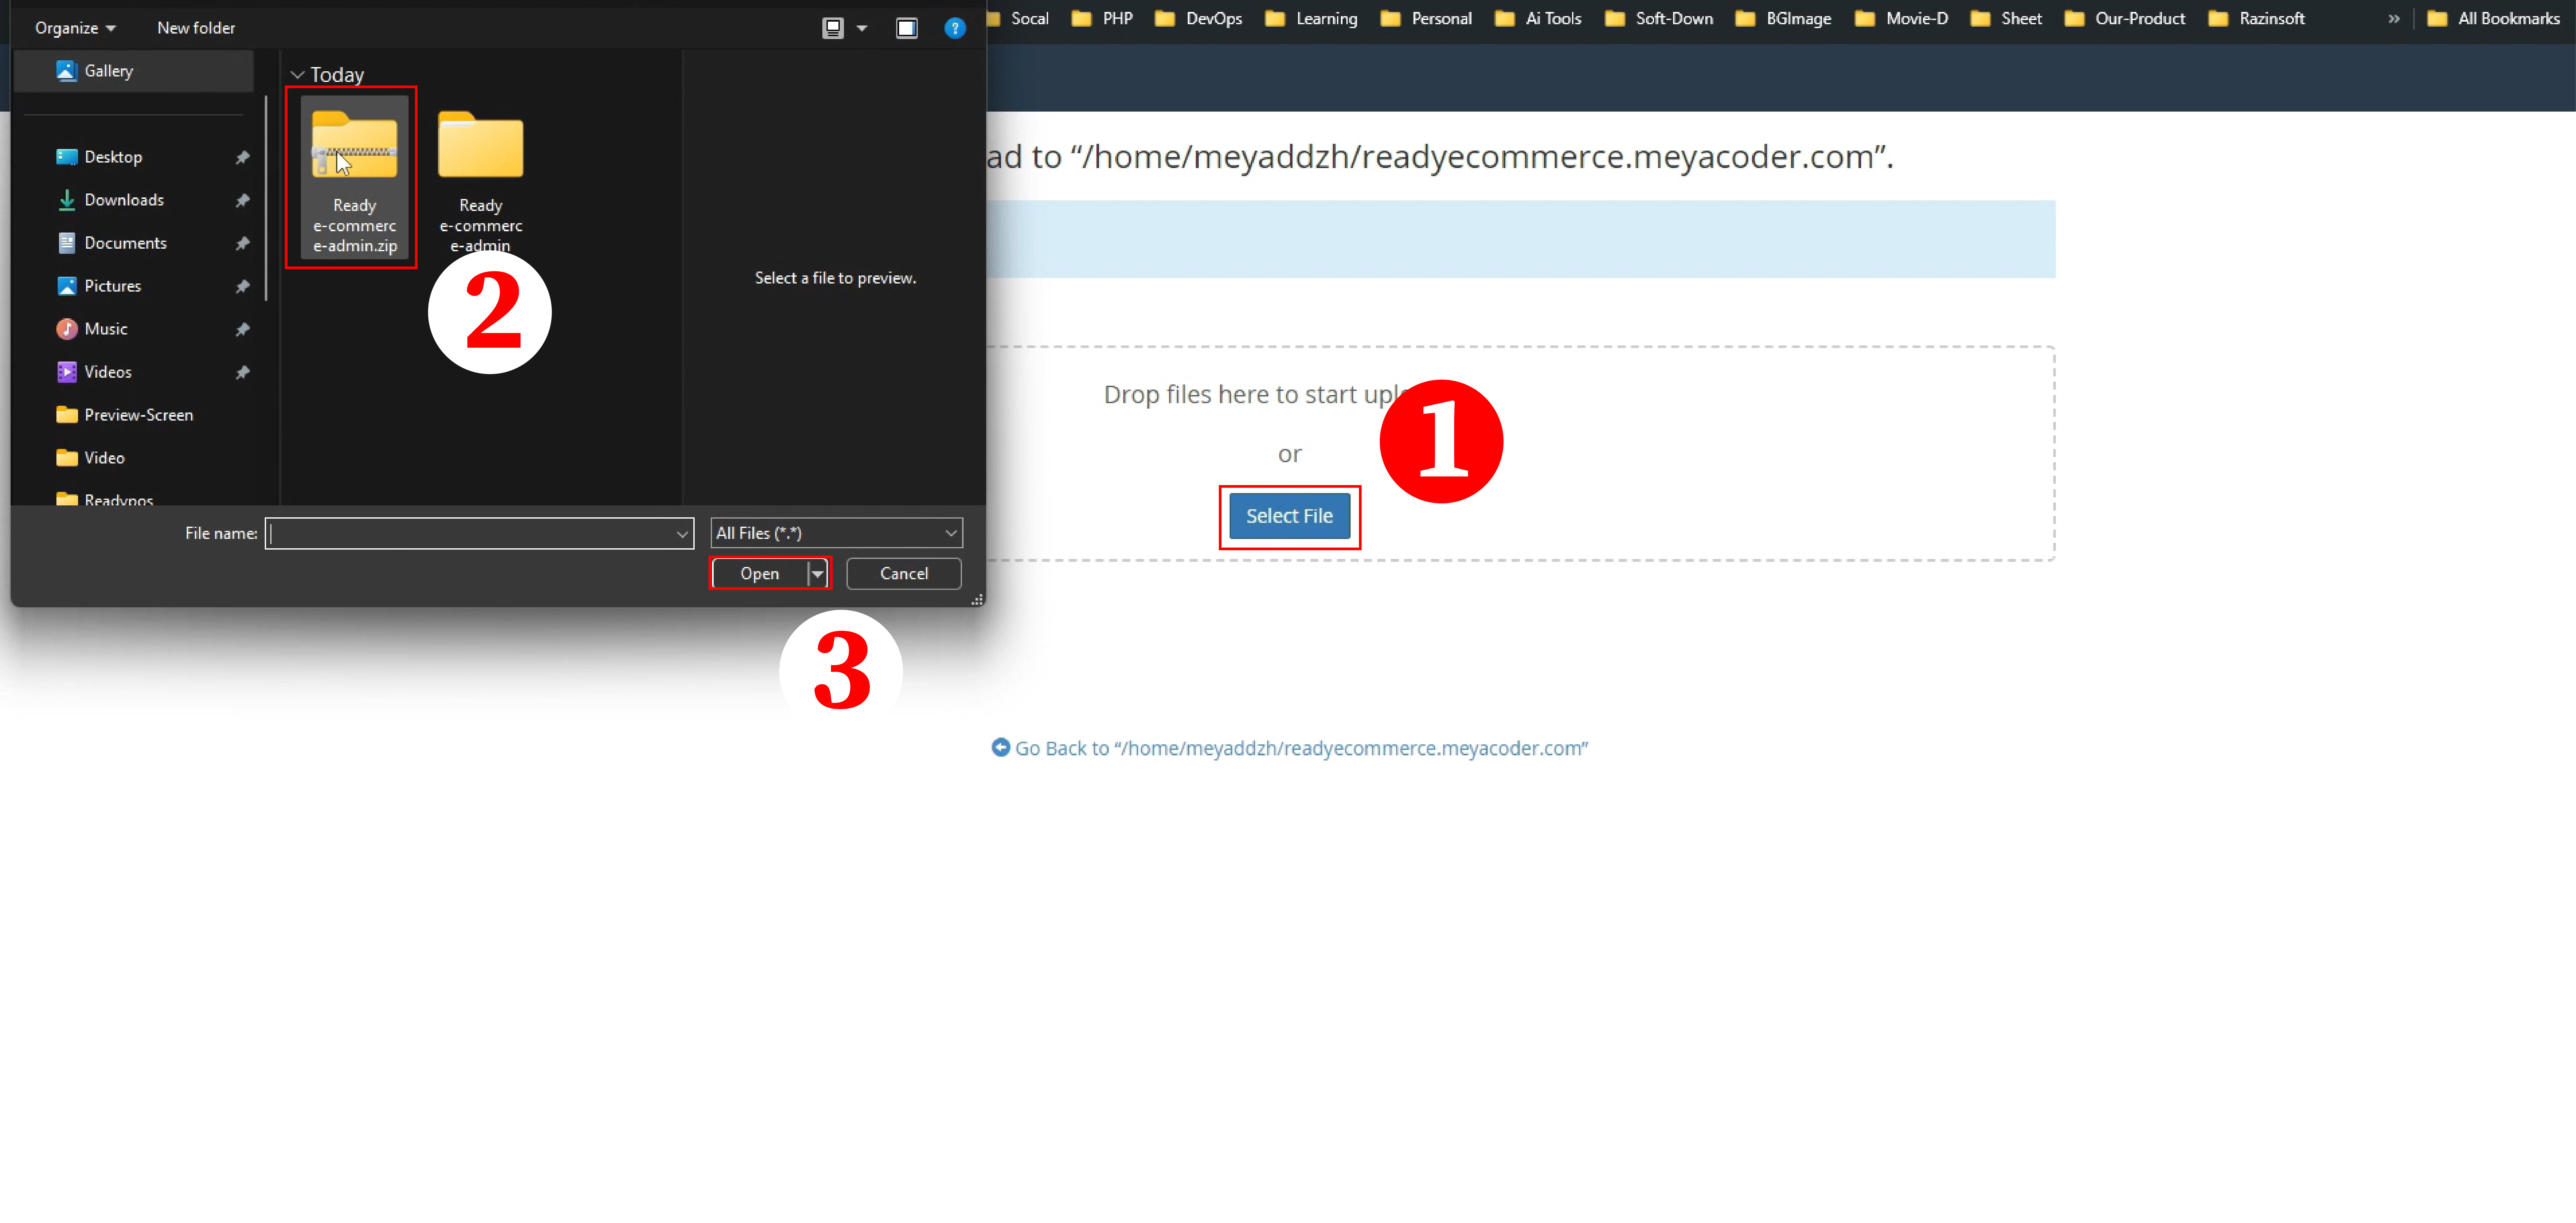 Organize New folder
Socal PHP DevOps Learning Personal Ai Tools Soft-Down BGImage Movie-D Sheet Our-Product Razinsoft » All Bookmarks
Gallery
Desktop
Downloads
Documents
Pictures
Music
Videos
Preview-Screen
Video
Readypos
Today
Ready
e-commerc
e-admin.zip
Ready
e-commerc
e-admin
2
Select a file to preview.
File name:
All Files (*.*)
Open
Cancel
3
ad to “/home/meyaddzh/readyecommerce.meyacoder.com”.
Drop files here to start uplo
1
or
Select File
Go Back to “/home/meyaddzh/readyecommerce.meyacoder.com”